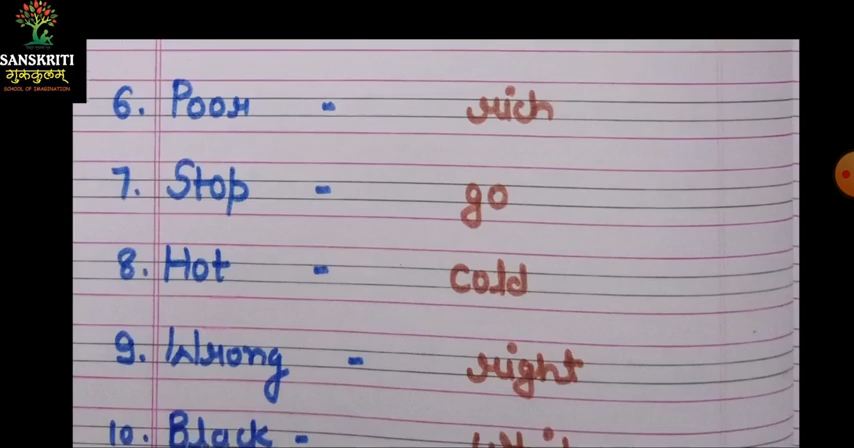 SANSKRITI
गुरुकुलम्
SCHOOL OF IMAGINATION
6. Poor - rich
7. Stop - go
8. Hot - cold
9. Wrong - right
10. Black -